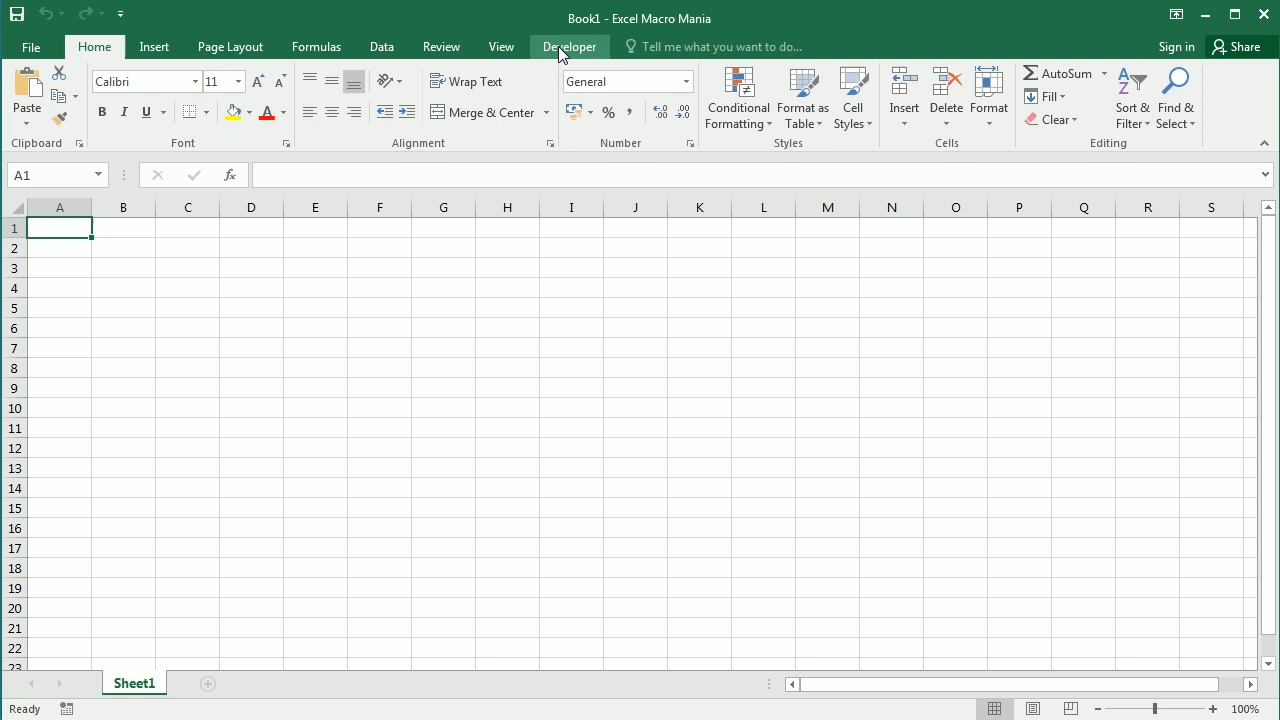 Book1 - Excel Macro Mania
File Home Insert Page Layout Formulas Data Review View Developer Tell me what you want to do... Sign in Share
Paste
Calibri 11
B I U A
Wrap Text
Merge & Center
General
%
Conditional Formatting
Format as Table
Cell Styles
Insert
Delete
Format
AutoSum
Fill
Clear
Sort & Filter
Find & Select
Clipboard Font Alignment Number Styles Cells Editing
A1 fx
A B C D E F G H I J K L M N O P Q R S
1
2
3
4
5
6
7
8
9
10
11
12
13
14
15
16
17
18
19
20
21
22
23
Sheet1
Ready 100%